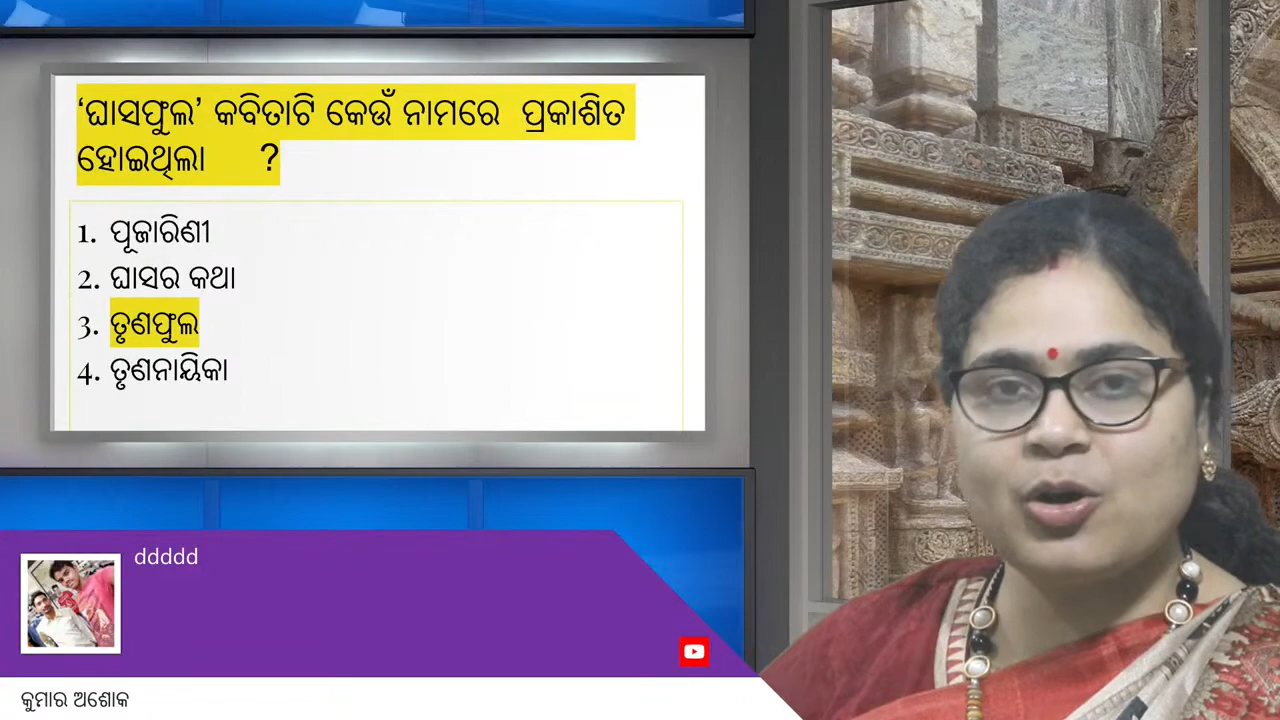 ‘ଘାସଫୁଲ’ କବିତାଟି କେଉଁ ନାମରେ ପ୍ରକାଶିତ
ହୋଇଥିଲା ?
1. ପୂଜାରିଣୀ
2. ଘାସର କଥା
3. ତୃଣଫୁଲ
4. ତୃଣନାୟିକା
ddddd
କୁମାର ଅଶୋକ